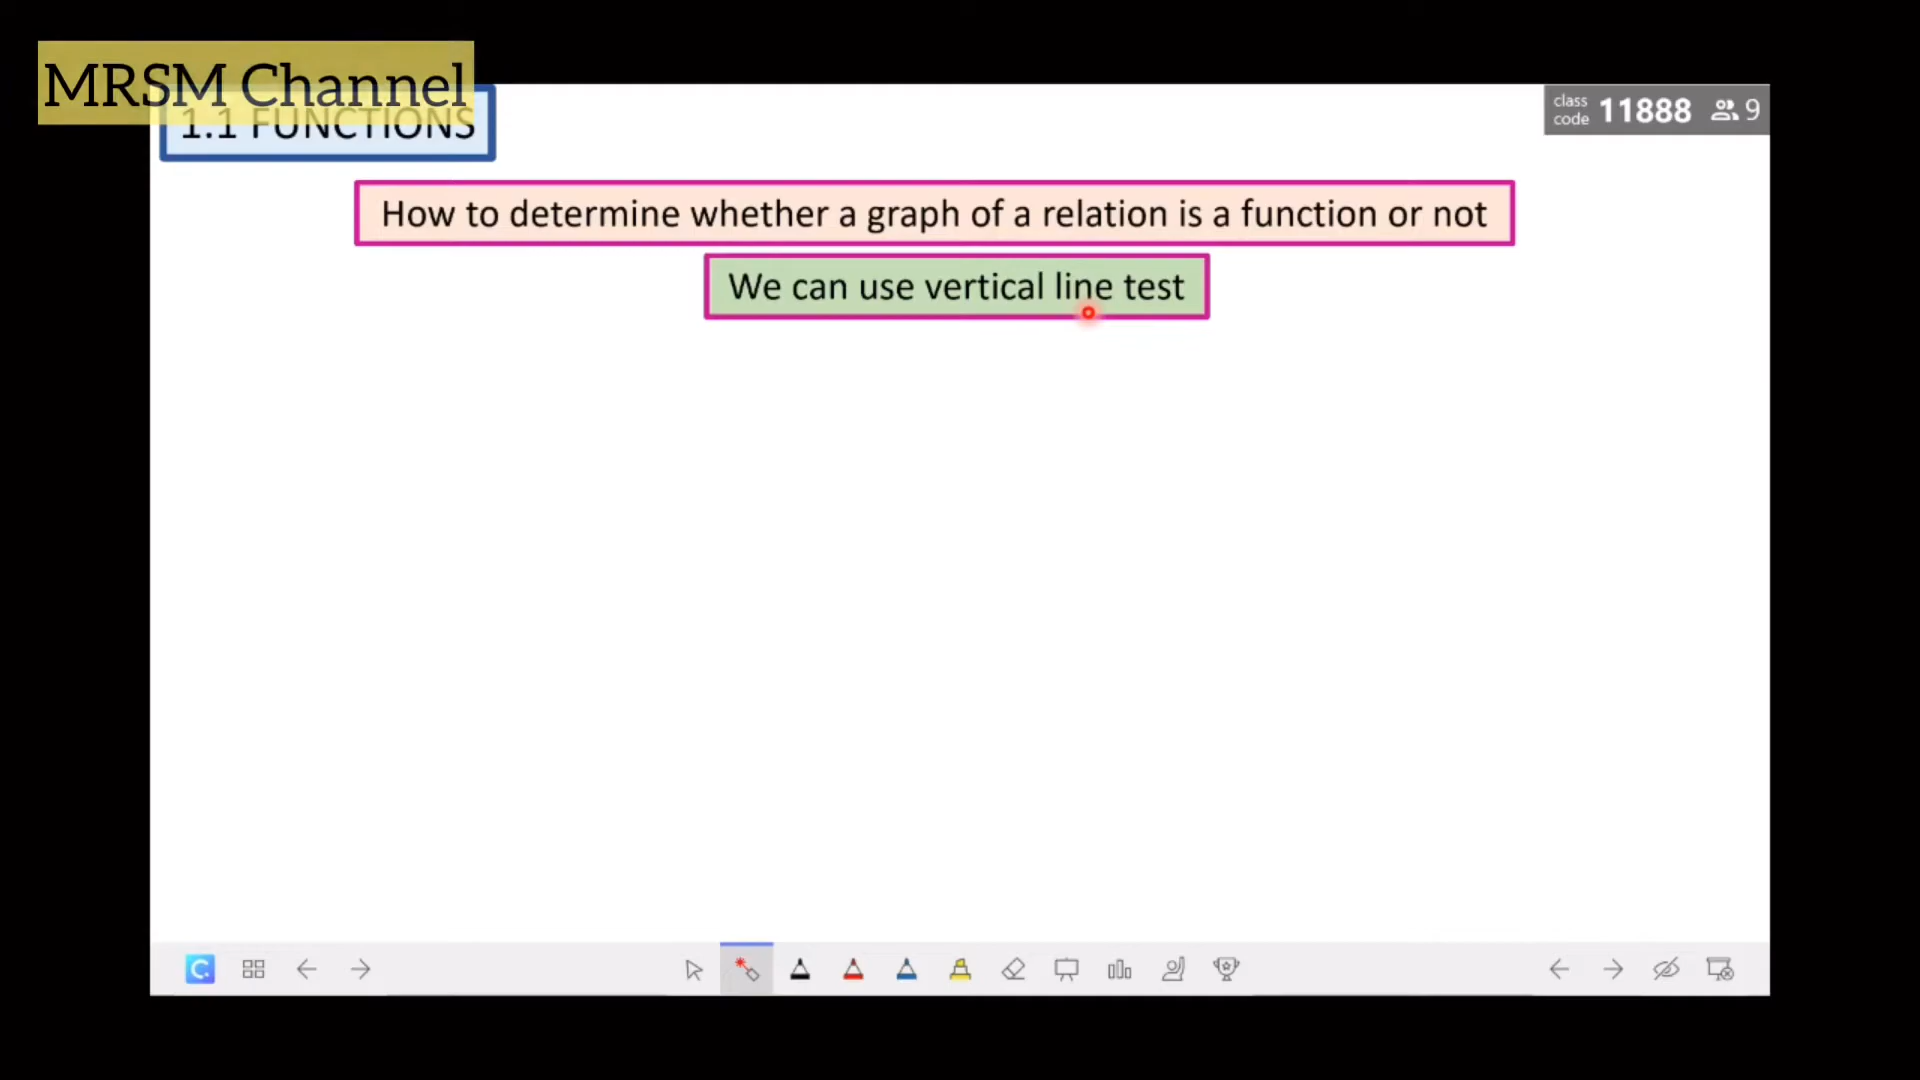 MRSM Channel
1.1 FUNCTIONS
class code 11888 9
How to determine whether a graph of a relation is a function or not
We can use vertical line test